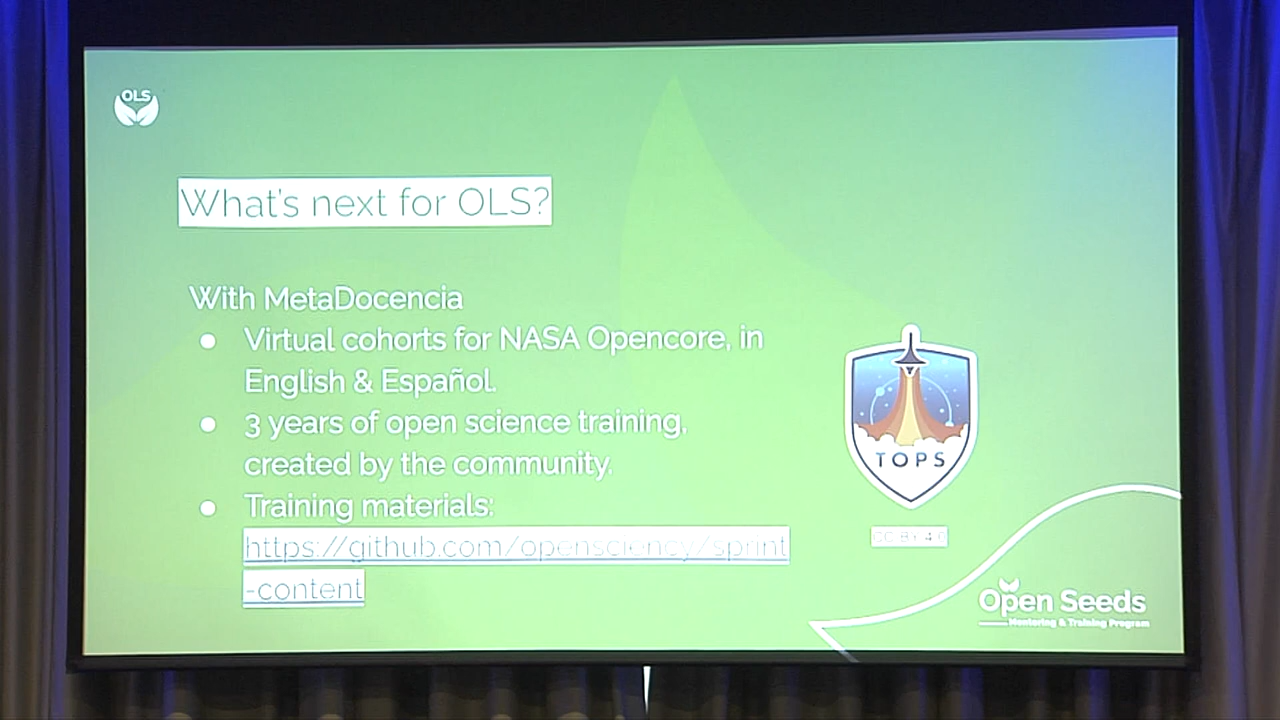 OLS
What's next for OLS?
With MetaDocencia
Virtual cohorts for NASA Opencore, in
English & Español.
3 years of open science training,
created by the community.
Training materials:
https://github.com/opensciency/sprint
-content
TOPS
CC BY 4.0
Open Seeds
Mentoring & Training Program